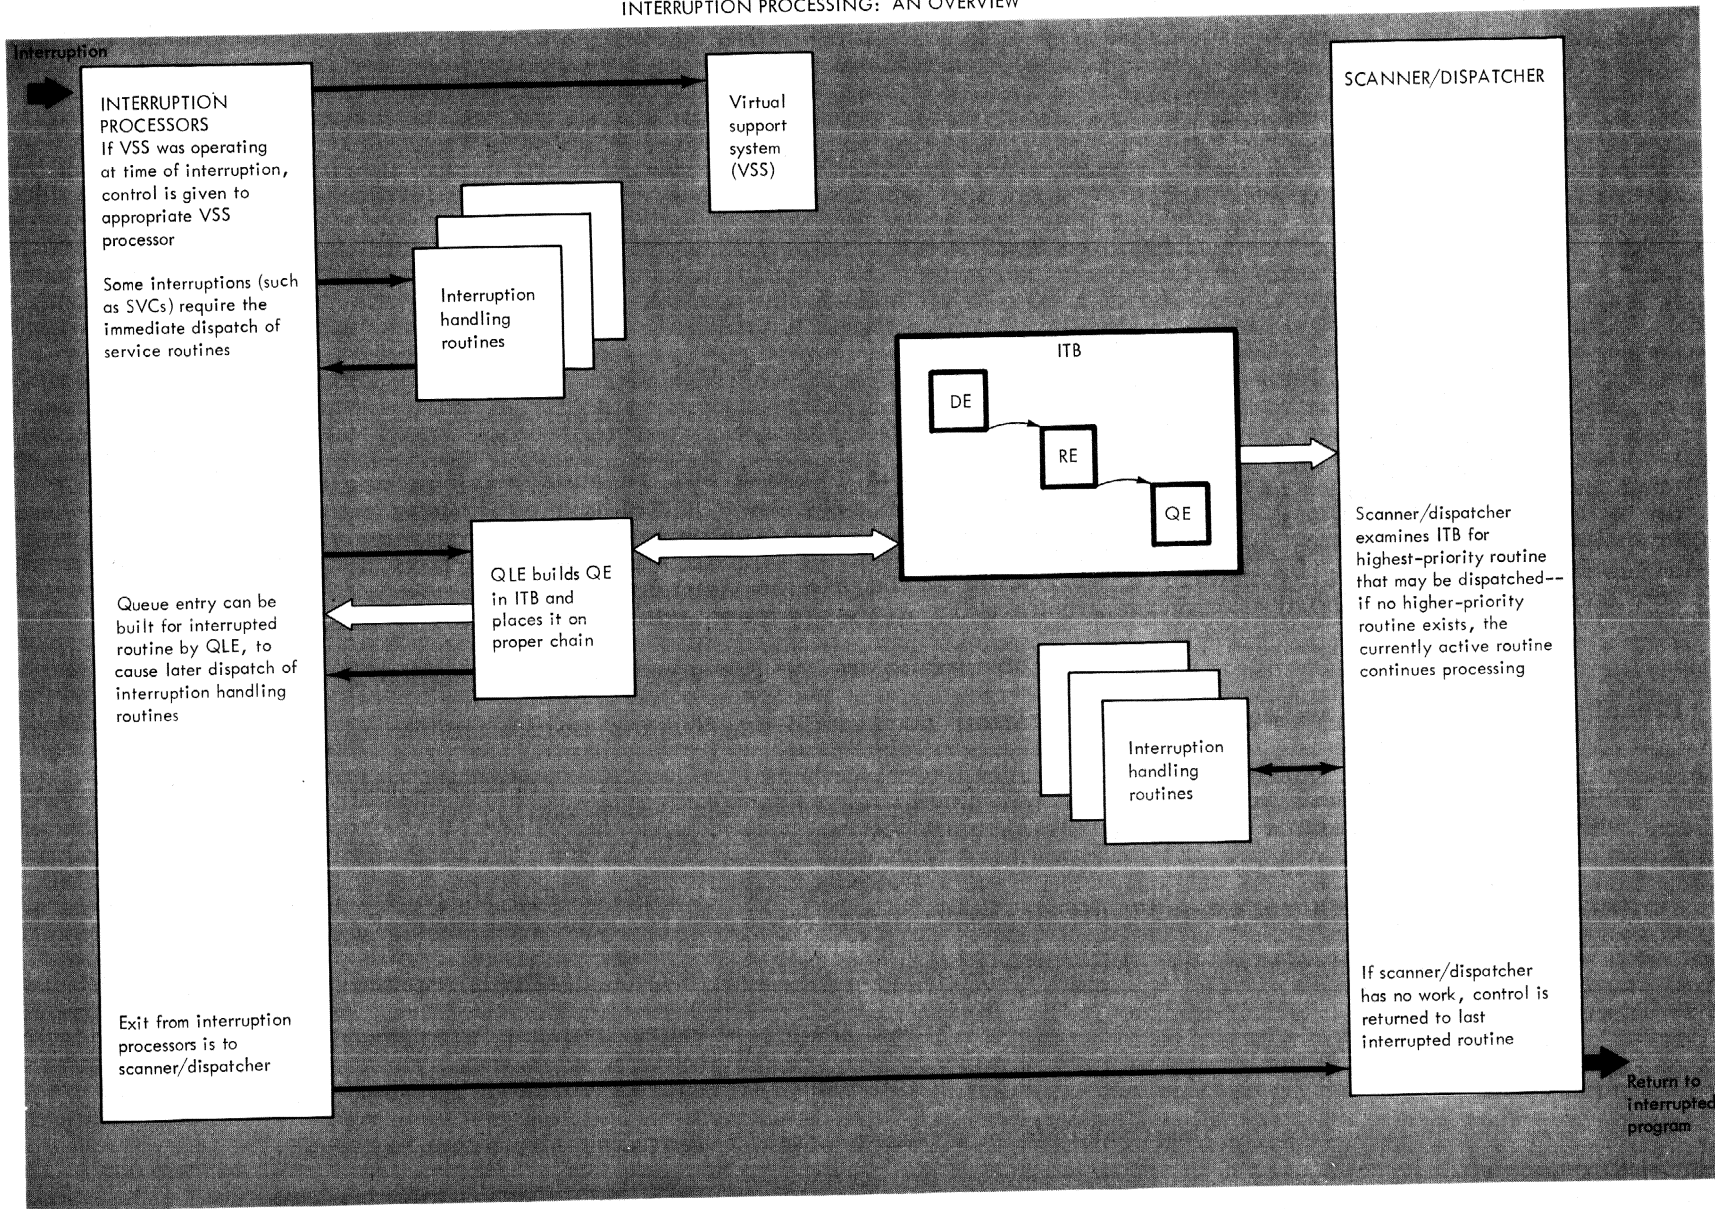 INTERRUPTION PROCESSING: AN OVERVIEW
Interruption
INTERRUPTION
PROCESSORS
If VSS was operating
at time of interruption,
control is given to
appropriate VSS
processor
Some interruptions (such
as SVCs) require the
immediate dispatch of
service routines
Queue entry can be
built for interrupted
routine by QLE, to
cause later dispatch of
interruption handling
routines
Exit from interruption
processors is to
scanner/dispatcher
Virtual
support
system
(VSS)
Interruption
handling
routines
QLE builds QE
in ITB and
places it on
proper chain
ITB
DE
RE
QE
Interruption
handling
routines
SCANNER/DISPATCHER
Scanner/dispatcher
examines ITB for
highest-priority routine
that may be dispatched--
if no higher-priority
routine exists, the
currently active routine
continues processing
If scanner/dispatcher
has no work, control is
returned to last
interrupted routine
Return to
interrupted
program